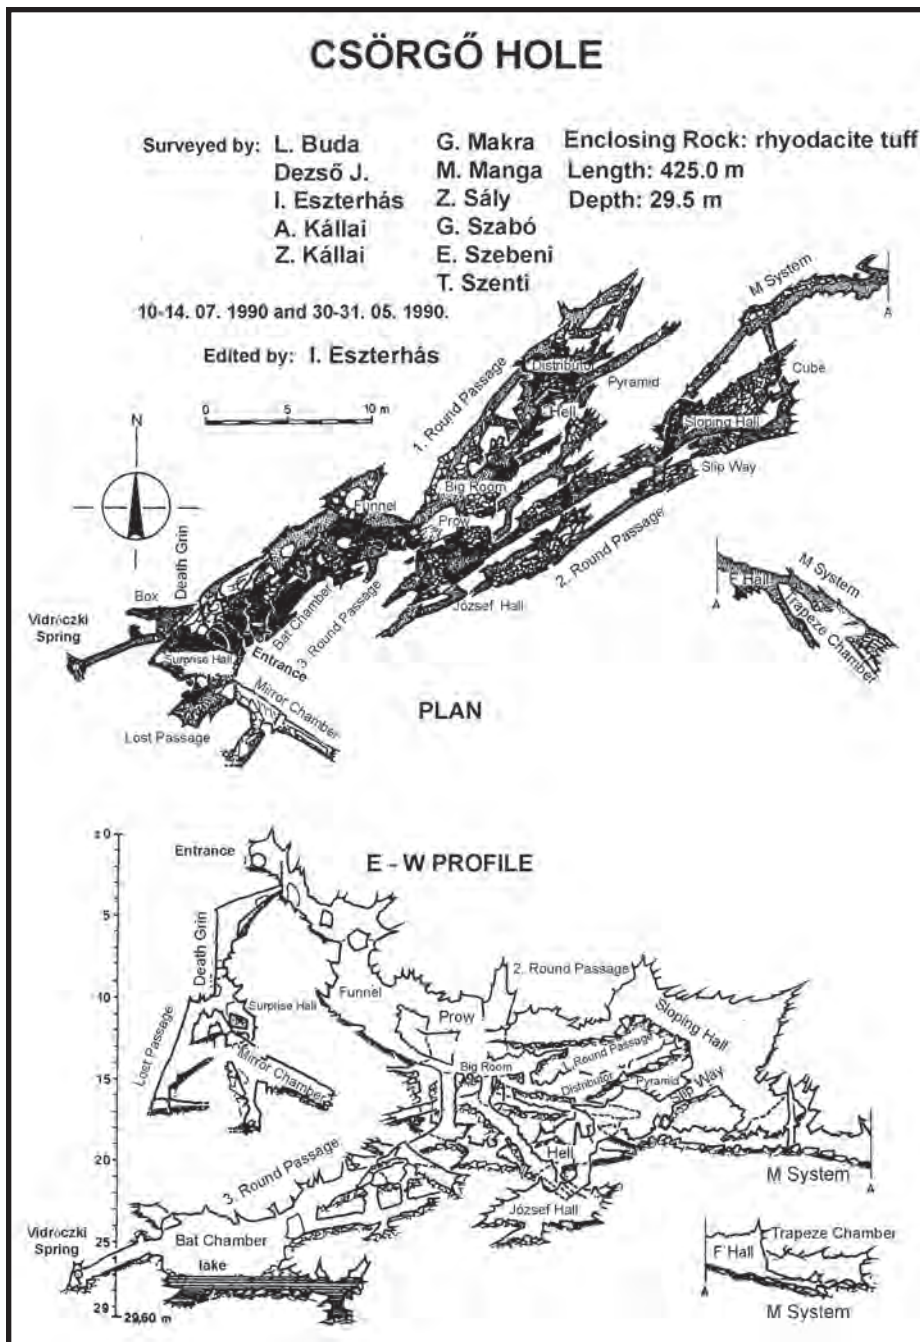 CSÖRGŐ HOLE
Surveyed by: L. Buda
Dezső J.
I. Eszterhás
A. Kállai
Z. Kállai
G. Makra
M. Manga
Z. Sály
G. Szabó
E. Szebeni
T. Szenti
Enclosing Rock: rhyodacite tuff
Length: 425.0 m
Depth: 29.5 m
10-14. 07. 1990 and 30-31. 05. 1990.
Edited by: I. Eszterhás
0 5 10 m
N
M System
A
Cube
1. Round Passage
Distributor
Pyramid
Hell
Sloping Hall
Slip Way
Big Room
Funnel
Prow
2. Round Passage
József Hall
Death Grin
Box
Bat Chamber
3. Round Passage
Vidróczki
Spring
Entrance
Surprise Hall
Mirror Chamber
Lost Passage
A
F Hall
M System
Trapeze Chamber
PLAN
E - W PROFILE
±0
5
10
15
20
25
29
29,60 m
Entrance
Death Grin
Funnel
2. Round Passage
Surprise Hall
Prow
Sloping Hall
Lost Passage
Mirror Chamber
Big Room
1. Round Passage
Distributor
Pyramid
Slip Way
Hell
3. Round Passage
M System
A
József Hall
Vidróczki
Spring
Bat Chamber
lake
F Hall
Trapeze Chamber
A
M System